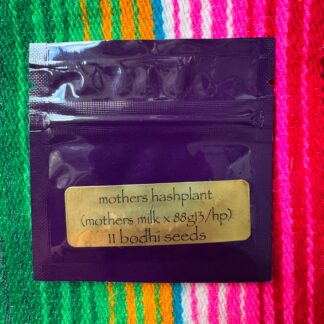 mothers hashplant
(mothers milk x 88g13/hp)
11 bodhi seeds